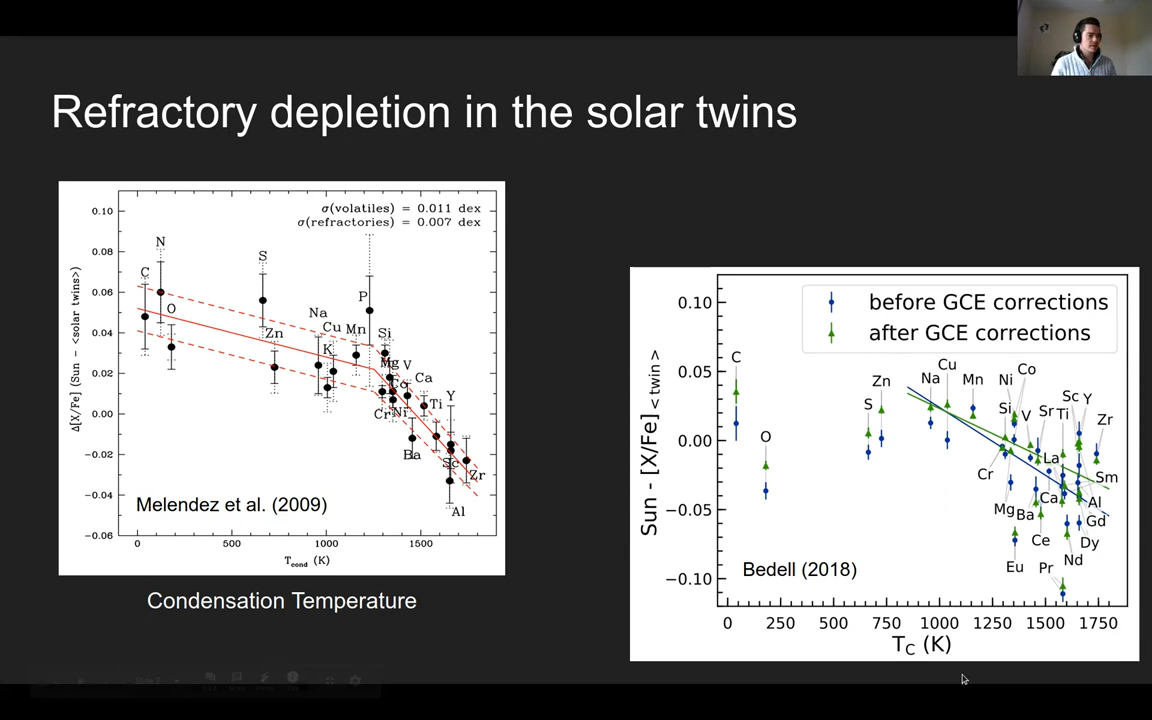 Refractory depletion in the solar twins
σ(volatiles) = 0.011 dex
σ(refractories) = 0.007 dex
Δ[X/Fe] (Sun - <solar twins>)
0.10
0.08
0.06
0.04
0.02
0.00
-0.02
-0.04
-0.06
C
N
O
S
Zn
Na
K
Cu
Mn
P
Si
Mg
V
Co
Cr
Ni
Ca
Ti
Y
Ba
Sc
Zr
Al
Melendez et al. (2009)
0
500
1000
1500
Tcond (K)
Condensation Temperature
before GCE corrections
after GCE corrections
Sun - [X/Fe]<twin>
0.10
0.05
0.00
−0.05
−0.10
C
O
S
Zn
Na
Cu
Mn
Ni
Co
Si
V
Sr
Ti
Sc
Y
Zr
Cr
La
Sm
Mg
Ba
Ca
Al
Gd
Ce
Dy
Nd
Eu
Pr
Bedell (2018)
0
250
500
750
1000
1250
1500
1750
TC (K)